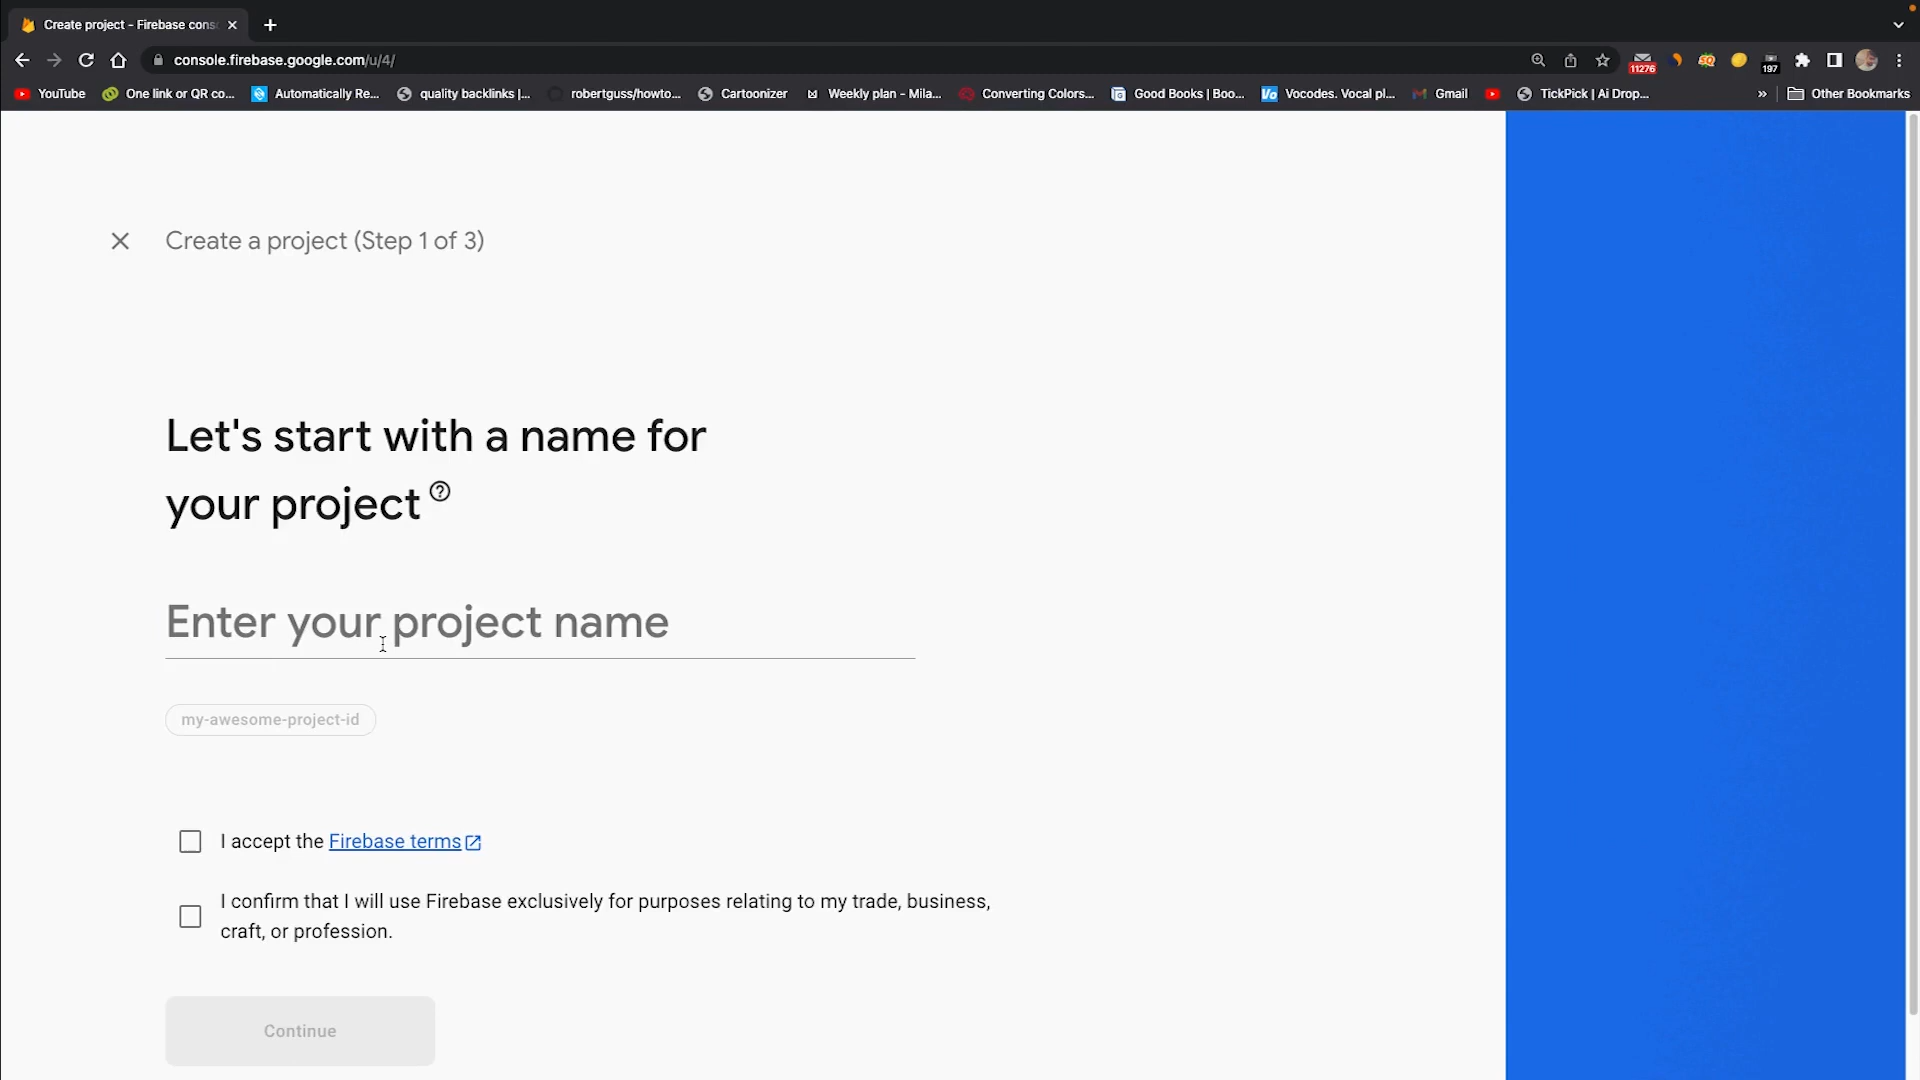 Create project - Firebase cons
console.firebase.google.com/u/4/
11276
SQ
197
YouTube
One link or QR co...
Automatically Re...
quality backlinks |...
robertguss/howto...
Cartoonizer
Weekly plan - Mila...
Converting Colors...
Good Books | Boo...
Vo
Vocodes. Vocal pl...
Gmail
TickPick | Ai Drop...
»
Other Bookmarks
Create a project (Step 1 of 3)
Let's start with a name for
your project
Enter your project name
my-awesome-project-id
I accept the Firebase terms
I confirm that I will use Firebase exclusively for purposes relating to my trade, business,
craft, or profession.
Continue